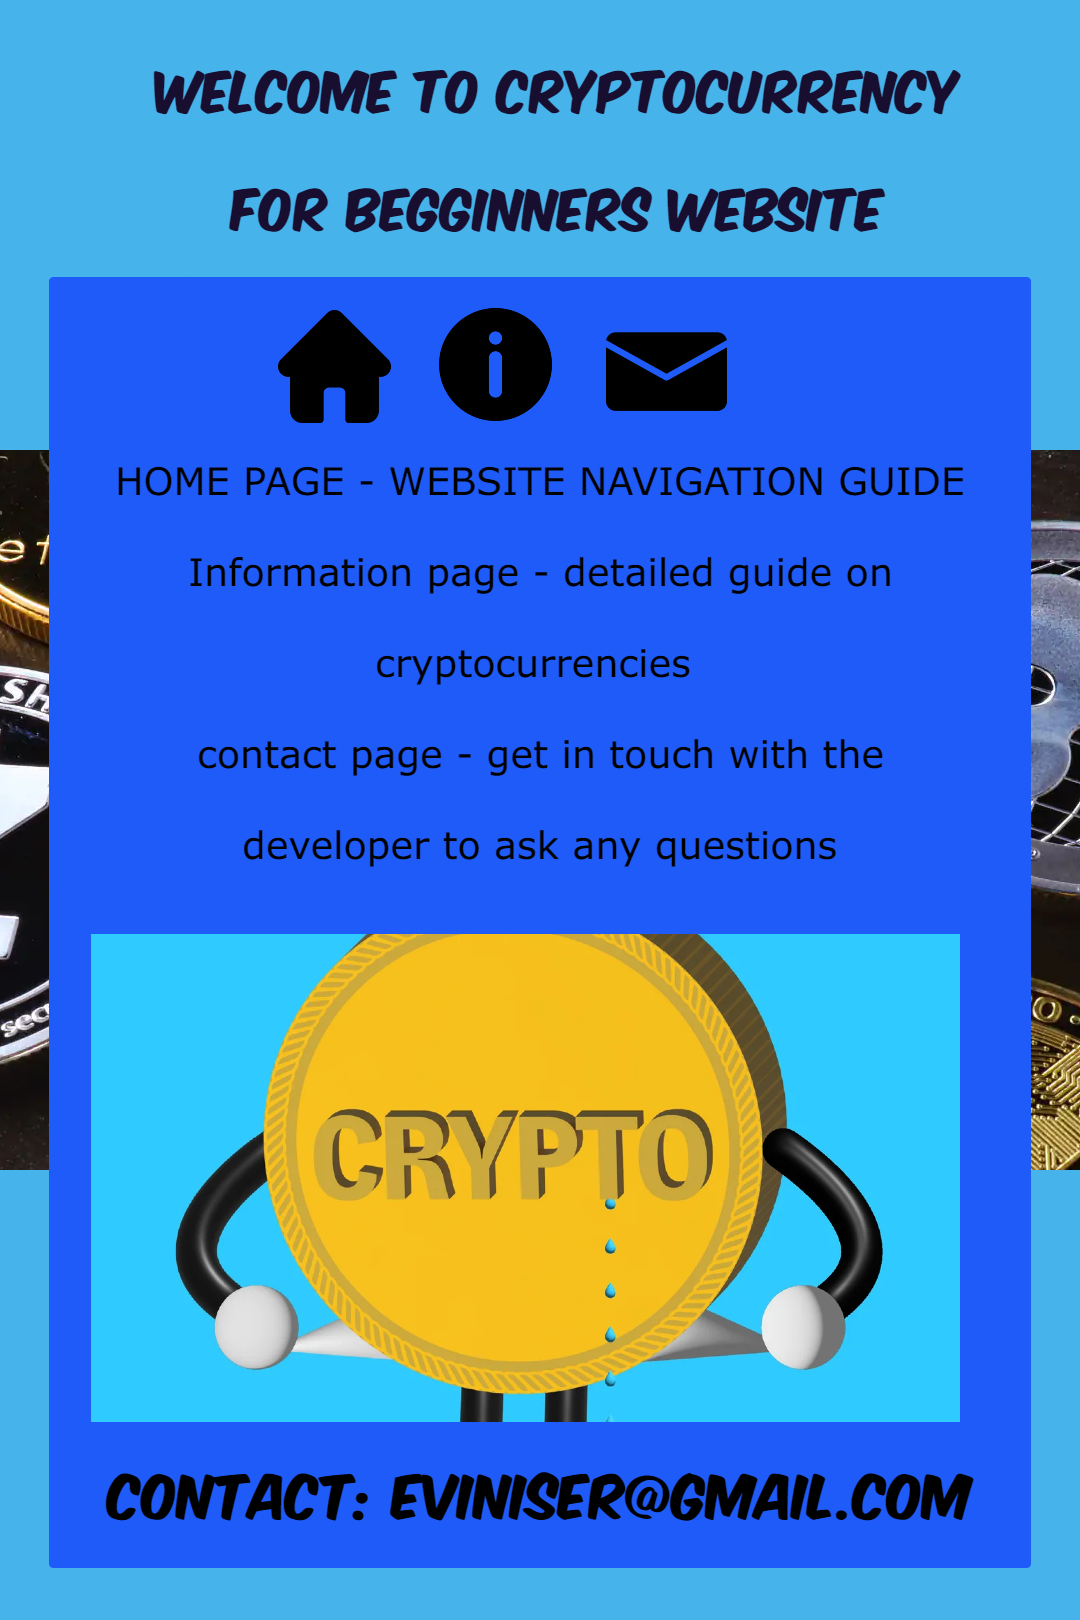 WELCOME TO CRYPTOCURRENCY
FOR BEGGINNERS WEBSITE
HOME PAGE - WEBSITE NAVIGATION GUIDE
Information page - detailed guide on
cryptocurrencies
contact page - get in touch with the
developer to ask any questions
CRYPTO
CONTACT: EVINISER@GMAIL.COM